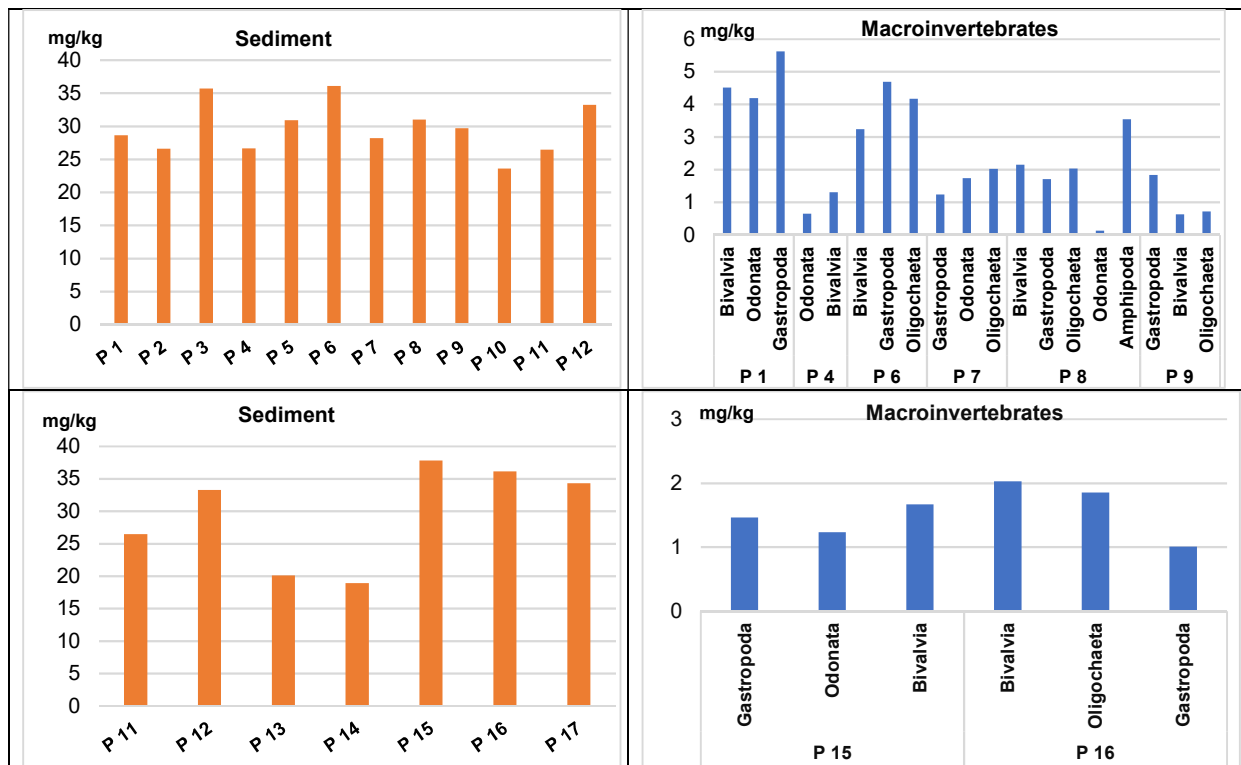 mg/kg
Sediment
40
35
30
25
20
15
10
5
0
P 1 P 2 P 3 P 4 P 5 P 6 P 7 P 8 P 9 P 10 P 11 P 12
mg/kg
Macroinvertebrates
6
5
4
3
2
1
0
Bivalvia Odonata Gastropoda Odonata Bivalvia Bivalvia Gastropoda Oligochaeta Gastropoda Odonata Oligochaeta Bivalvia Gastropoda Oligochaeta Odonata Amphipoda Gastropoda Bivalvia Oligochaeta
P 1 P 4 P 6 P 7 P 8 P 9
Sediment
mg/kg
40
35
30
25
20
15
10
5
0
P 11 P 12 P 13 P 14 P 15 P 16 P 17
mg/kg
Macroinvertebrates
3
2
1
0
Gastropoda Odonata Bivalvia Bivalvia Oligochaeta Gastropoda
P 15 P 16